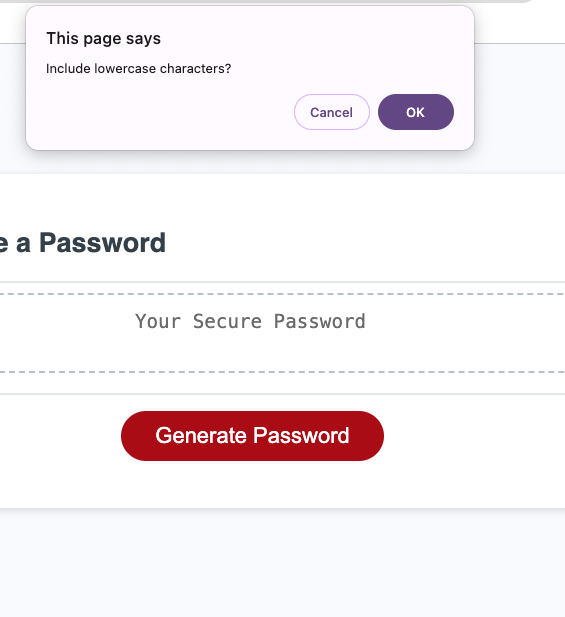 This page says
Include lowercase characters?
Cancel
OK
e a Password
Your Secure Password
Generate Password